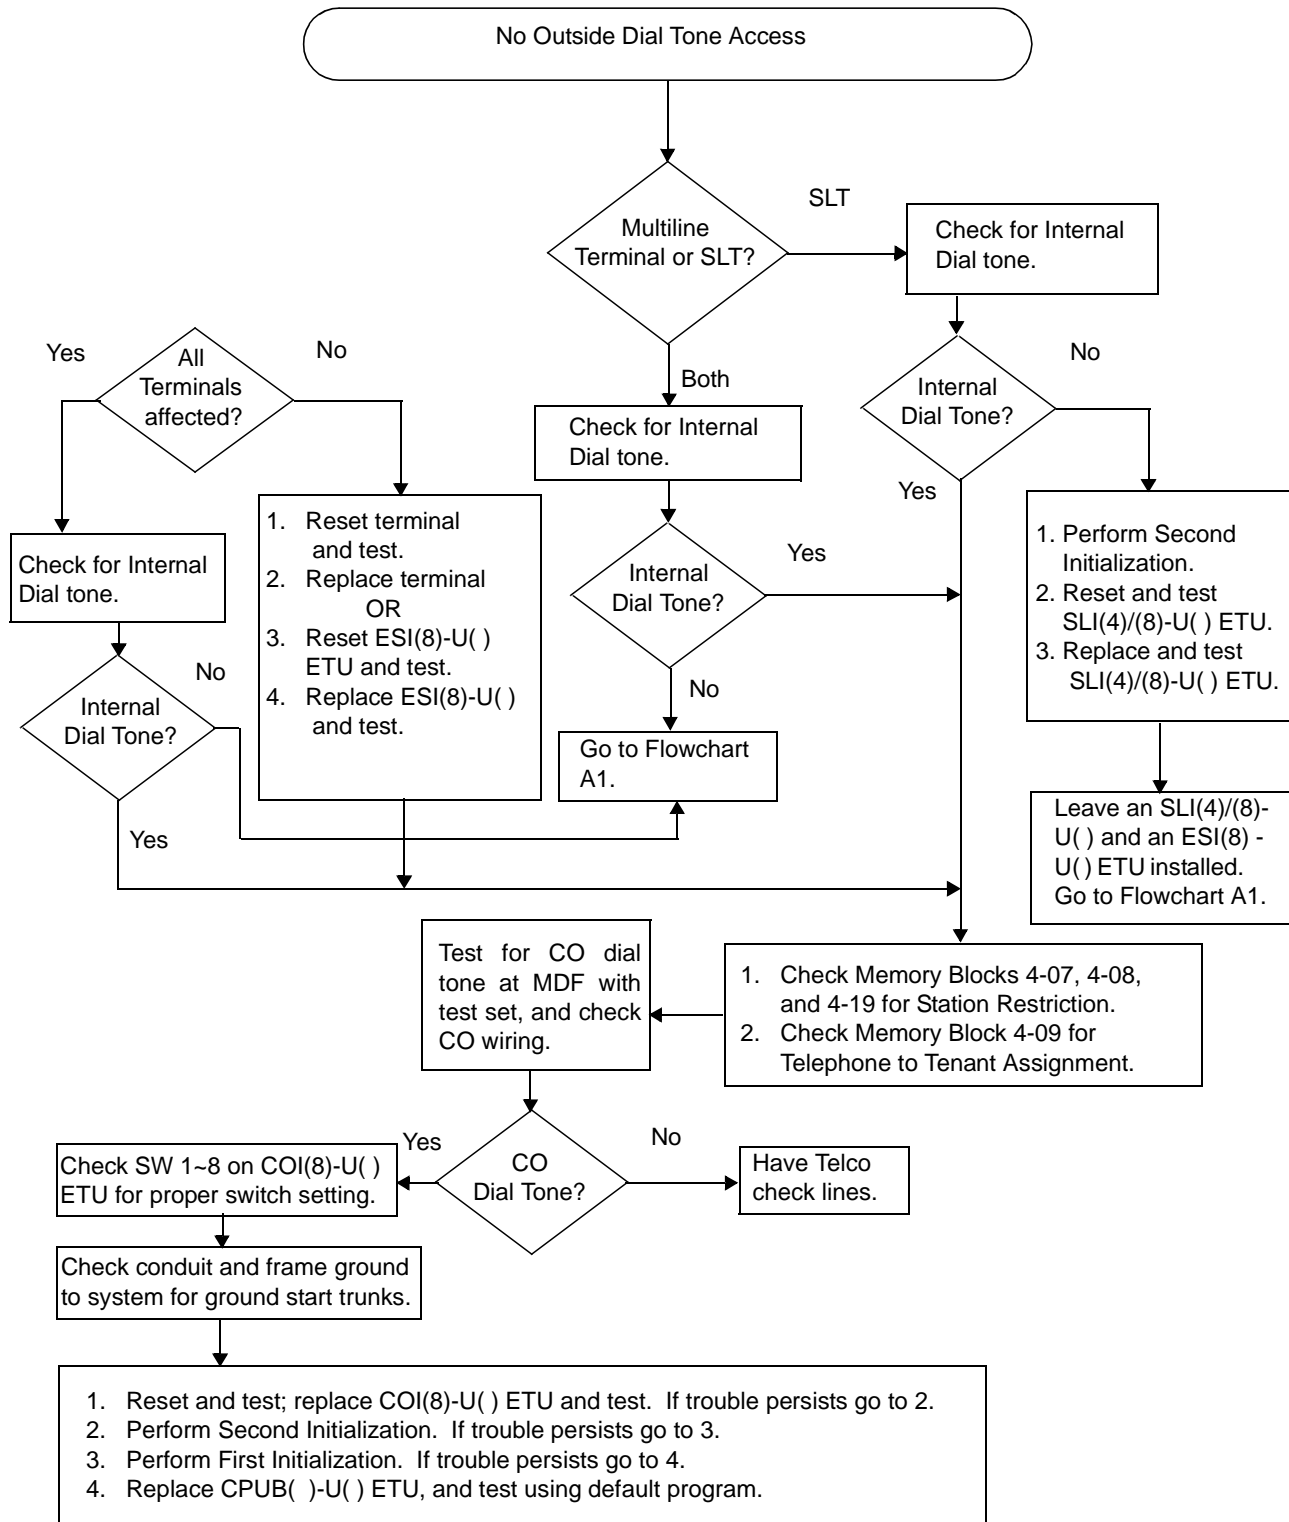 No Outside Dial Tone Access
Multiline
Terminal or SLT?
SLT
Check for Internal
Dial tone.
Yes
All
Terminals
affected?
No
Both
Internal
Dial Tone?
No
Check for Internal
Dial tone.
Yes
Check for Internal
Dial tone.
1. Reset terminal
and test.
2. Replace terminal
OR
3. Reset ESI(8)-U( )
ETU and test.
4. Replace ESI(8)-U( )
and test.
Internal
Dial Tone?
Yes
1. Perform Second
Initialization.
2. Reset and test
SLI(4)/(8)-U( ) ETU.
3. Replace and test
SLI(4)/(8)-U( ) ETU.
Internal
Dial Tone?
No
No
Go to Flowchart
A1.
Yes
Leave an SLI(4)/(8)-
U( ) and an ESI(8) -
U( ) ETU installed.
Go to Flowchart A1.
Test for CO dial
tone at MDF with
test set, and check
CO wiring.
1. Check Memory Blocks 4-07, 4-08,
and 4-19 for Station Restriction.
2. Check Memory Block 4-09 for
Telephone to Tenant Assignment.
CO
Dial Tone?
Yes
No
Check SW 1~8 on COI(8)-U( )
ETU for proper switch setting.
Have Telco
check lines.
Check conduit and frame ground
to system for ground start trunks.
1. Reset and test; replace COI(8)-U( ) ETU and test. If trouble persists go to 2.
2. Perform Second Initialization. If trouble persists go to 3.
3. Perform First Initialization. If trouble persists go to 4.
4. Replace CPUB( )-U( ) ETU, and test using default program.